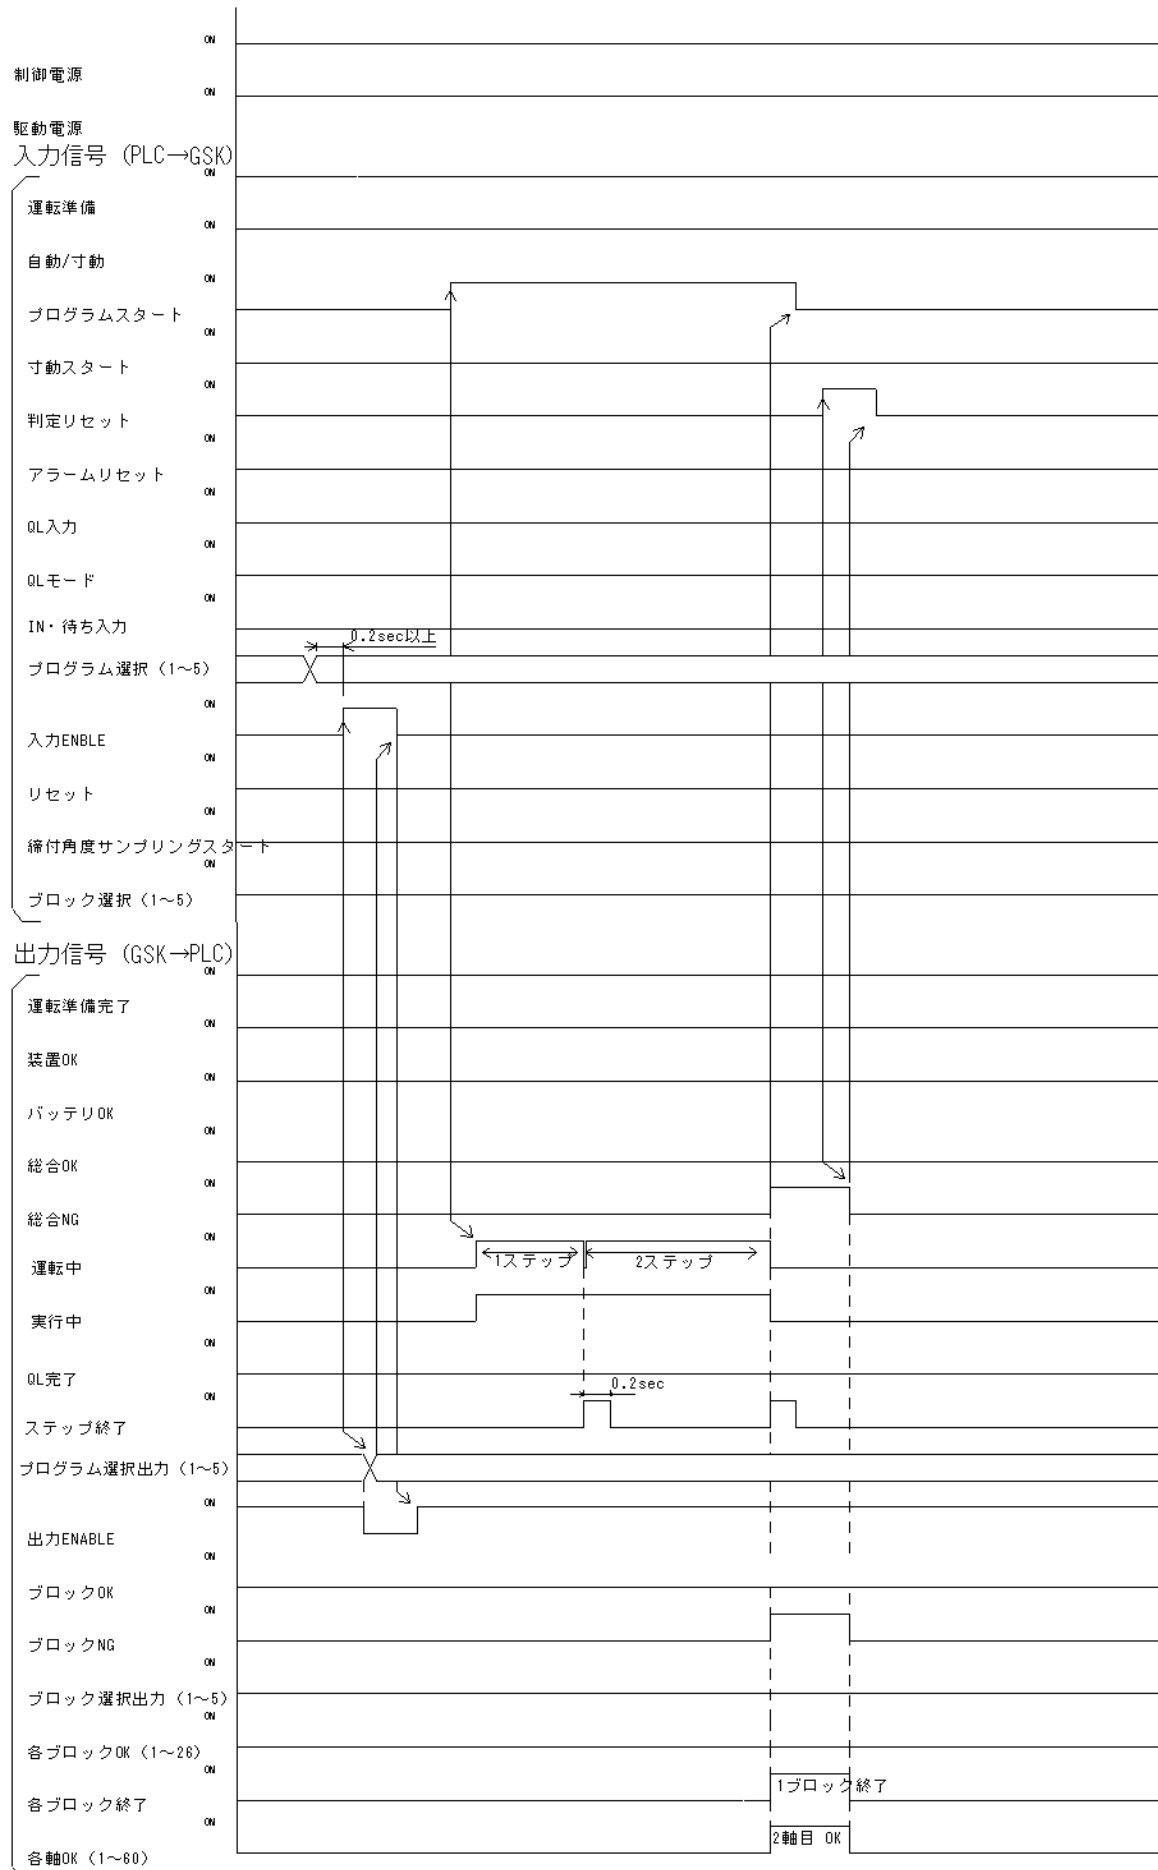 ON
制御電源
ON
駆動電源
入力信号 (PLC→GSK)
ON
運転準備
ON
自動/寸動
ON
プログラムスタート
ON
寸動スタート
ON
判定リセット
ON
アラームリセット
ON
QL入力
ON
QLモード
ON
IN・待ち入力
0.2sec以上
プログラム選択 (1～5)
ON
入力ENBLE
ON
リセット
ON
締付角度サンプリングスタート
ON
ブロック選択 (1～5)
出力信号 (GSK→PLC)
ON
運転準備完了
ON
装置OK
ON
バッテリOK
ON
総合OK
ON
総合NG
ON
1ステップ 2ステップ
運転中
ON
実行中
ON
QL完了
0.2sec
ON
ステップ終了
プログラム選択出力 (1～5)
ON
出力ENABLE
ON
ブロックOK
ON
ブロックNG
ON
ブロック選択出力 (1～5)
ON
各ブロックOK (1～26)
ON
1ブロック終了
各ブロック終了
ON
2軸目 OK
各軸OK (1～60)